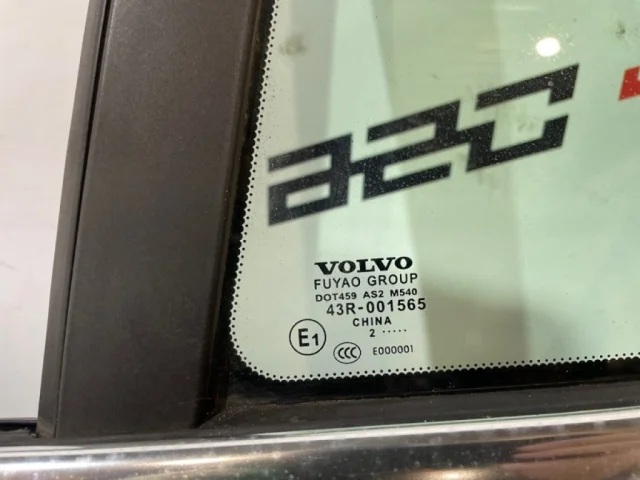 VOLVO
FUYAO GROUP
DOT459 AS2 M540
43R-001565
CHINA
2 .....
E1
CCC E000001